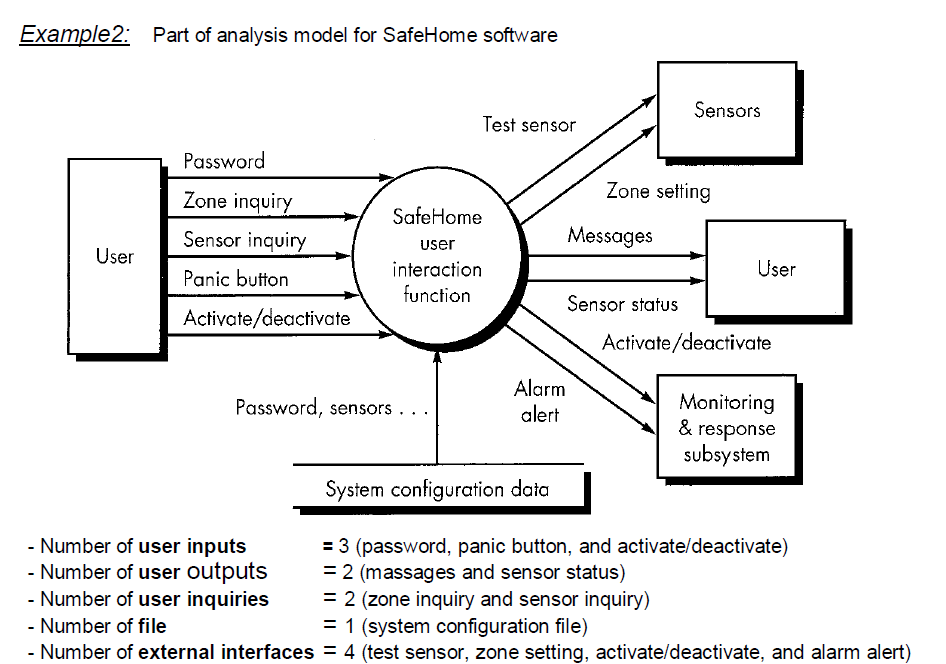 Example2: Part of analysis model for SafeHome software
Test sensor
Sensors
Zone setting
Password
Zone inquiry
Sensor inquiry
Panic button
Activate/deactivate
User
SafeHome
user
interaction
function
Messages
User
Sensor status
Activate/deactivate
Alarm
alert
Monitoring
& response
subsystem
Password, sensors . . .
System configuration data
- Number of user inputs = 3 (password, panic button, and activate/deactivate)
- Number of user outputs = 2 (massages and sensor status)
- Number of user inquiries = 2 (zone inquiry and sensor inquiry)
- Number of file = 1 (system configuration file)
- Number of external interfaces = 4 (test sensor, zone setting, activate/deactivate, and alarm alert)